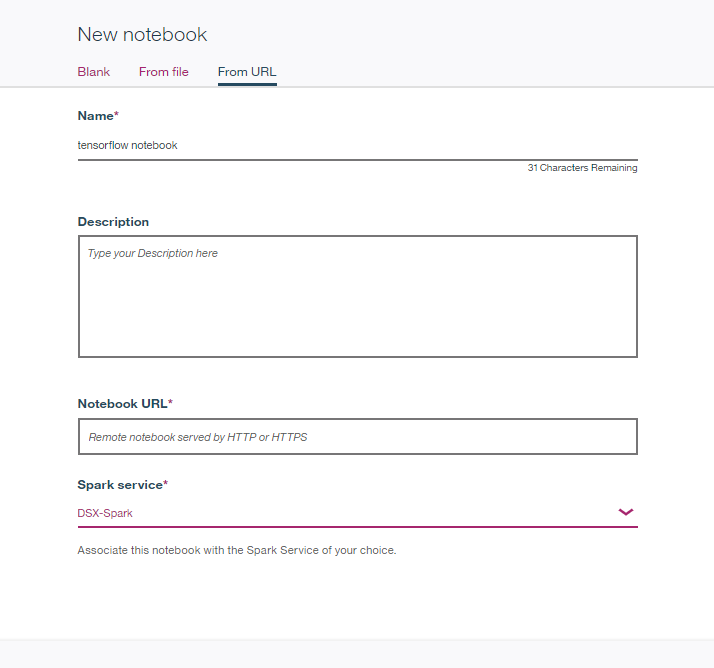 New notebook
Blank From file From URL
Name*
tensorflow notebook
31 Characters Remaining
Description
Type your Description here
Notebook URL*
Remote notebook served by HTTP or HTTPS
Spark service*
DSX-Spark
Associate this notebook with the Spark Service of your choice.